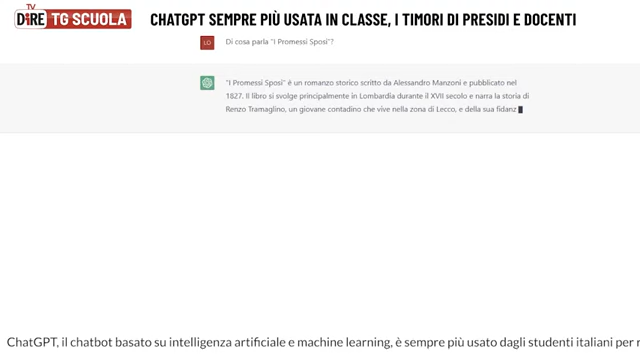 TV
DiRE TG SCUOLA
CHATGPT SEMPRE PIÙ USATA IN CLASSE, I TIMORI DI PRESIDI E DOCENTI
LO
Di cosa parla "I Promessi Sposi"?
"I Promessi Sposi" è un romanzo storico scritto da Alessandro Manzoni e pubblicato nel
1827. Il libro si svolge principalmente in Lombardia durante il XVII secolo e narra la storia di
Renzo Tramaglino, un giovane contadino che vive nella zona di Lecco, e della sua fidanz
ChatGPT, il chatbot basato su intelligenza artificiale e machine learning, è sempre più usato dagli studenti italiani per